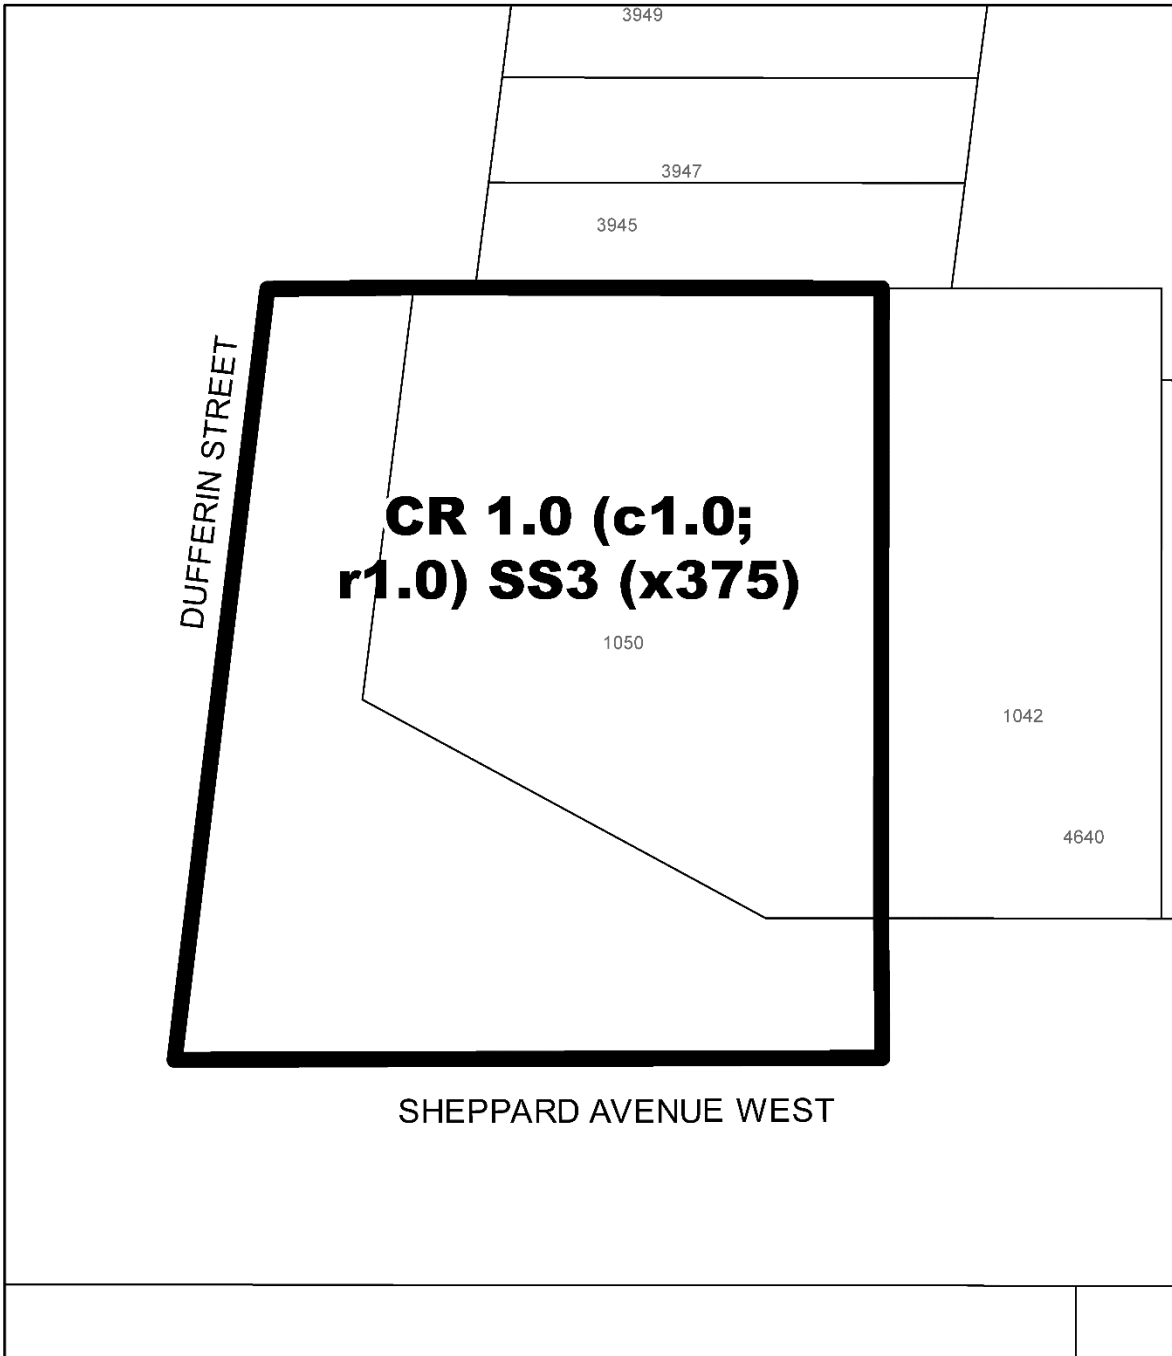 3949
3947
3945
DUFFERIN STREET
CR 1.0 (c1.0;
r1.0) SS3 (x375)
1050
1042
4640
SHEPPARD AVENUE WEST